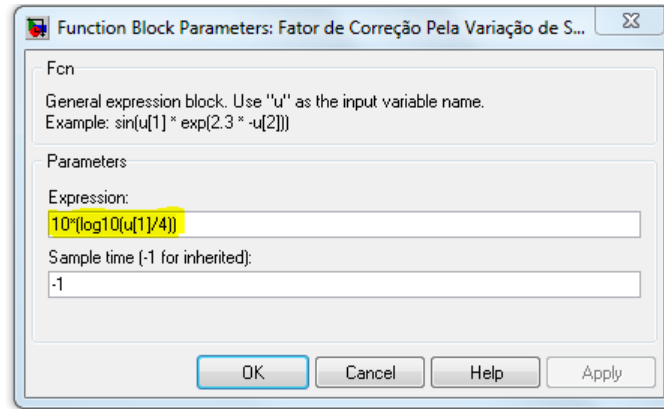 Function Block Parameters: Fator de Correção Pela Variação de S...
Fcn
General expression block. Use "u" as the input variable name.
Example: sin(u[1] * exp(2.3 * -u[2]))
Parameters
Expression:
10*(log10(u[1]/4))
Sample time (-1 for inherited):
-1
OK Cancel Help Apply